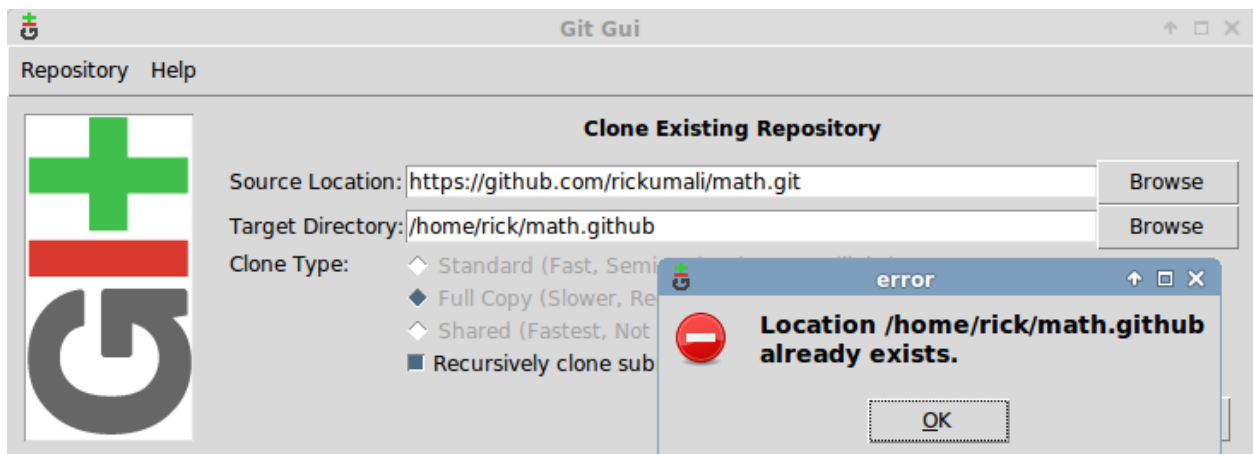 Git Gui
Repository Help
GIT
Clone Existing Repository
Source Location: https://github.com/rickumali/math.git Browse
Target Directory: /home/rick/math.github Browse
Clone Type: Standard (Fast,
Full Copy (Slower,
Shared (Fastest, Not
Recursively clone sub
error
Location /home/rick/math.github
already exists.
OK